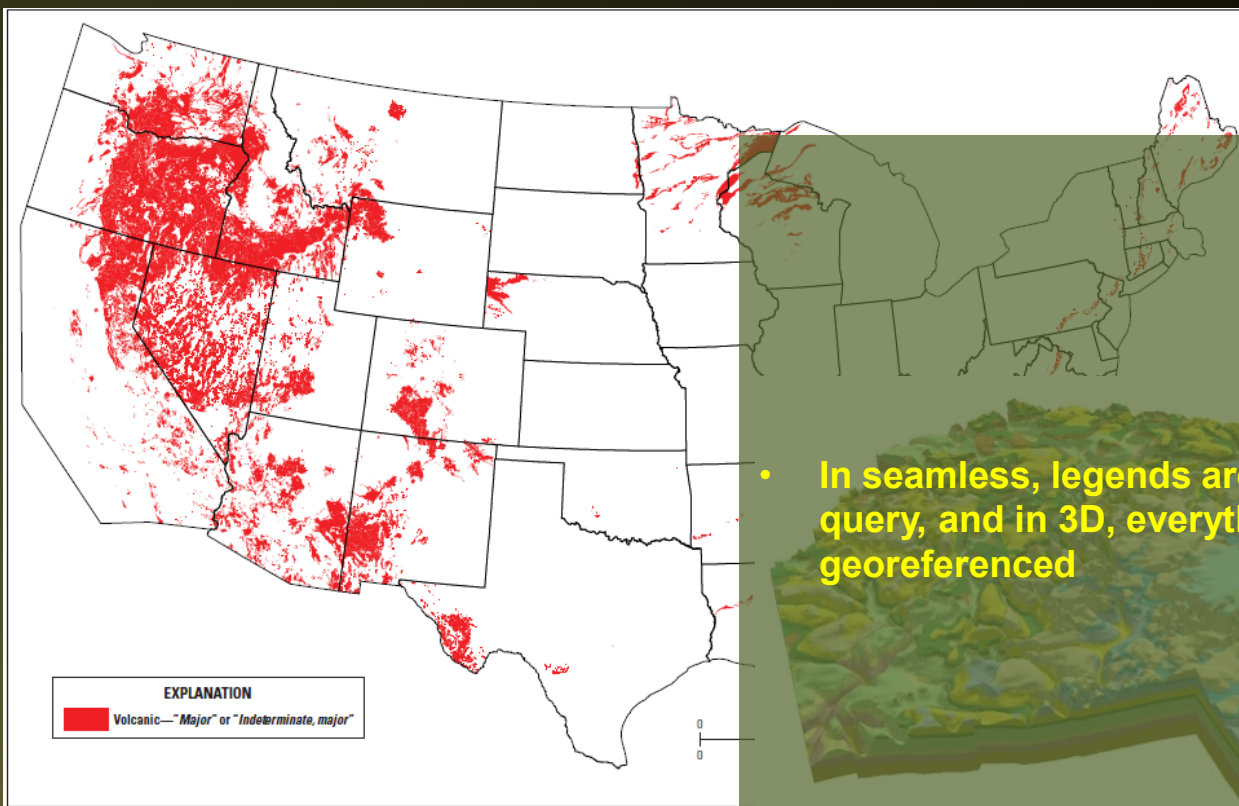 • In seamless, legends are
query, and in 3D, everyth
georeferenced
EXPLANATION
Volcanic—"Major" or "Indeterminate, major"
0
0